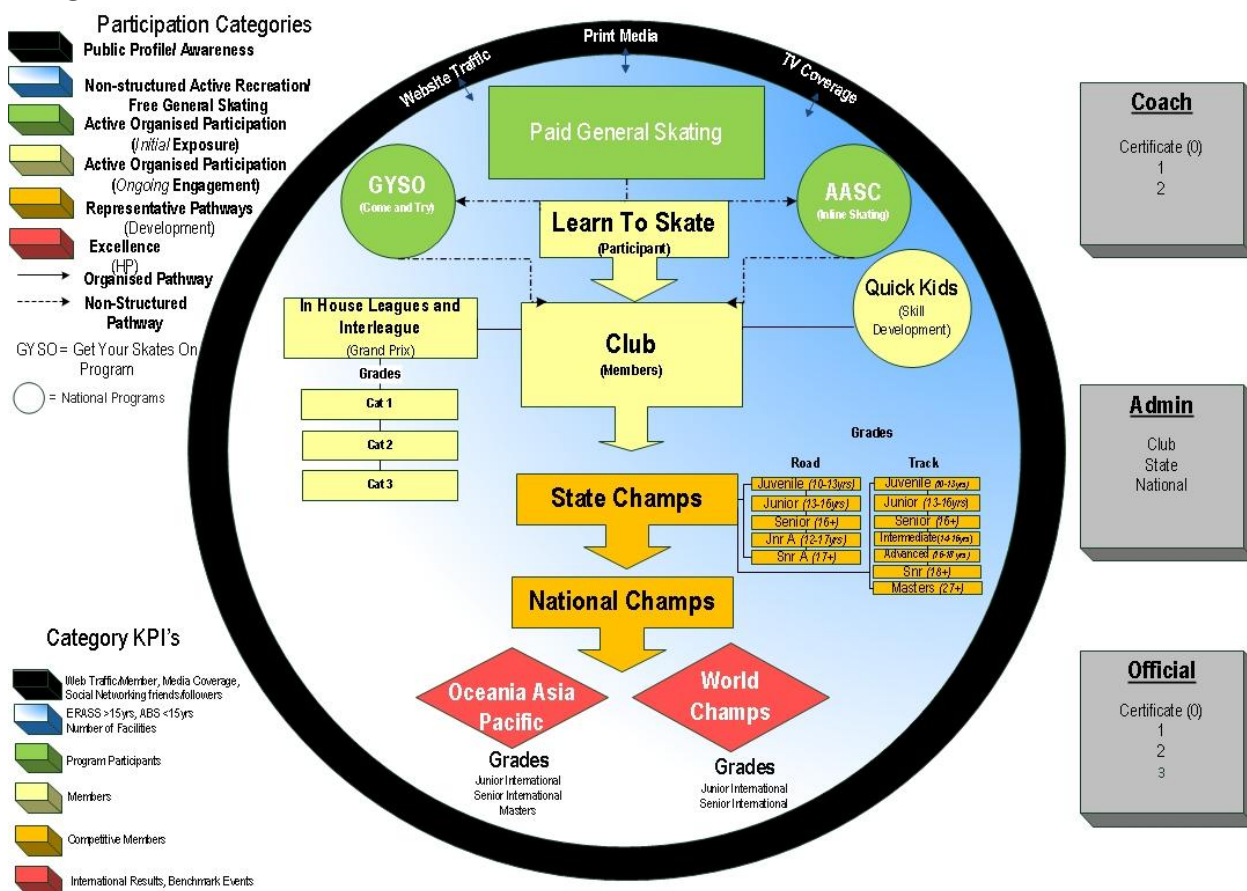 Participation Categories
Public Profile/ Awareness
Non-structured Active Recreation/
Free General Skating
Active Organised Participation
(Initial Exposure)
Active Organised Participation
(Ongoing Engagement)
Representative Pathways
(Development)
Excellence
(HP)
Organised Pathway
Non-Structured
Pathway
GYSO = Get Your Skates On
Program
= National Programs
Website Traffic
Print Media
TV Coverage
Paid General Skating
GYSO
(Come and Try)
AASC
(Inline Skating)
Learn To Skate
(Participant)
Quick Kids
(Skill
Development)
In House Leagues and
Interleague
(Grand Prix)
Grades
Cat 1
Cat 2
Cat 3
Club
(Members)
Grades
Road
Juvenile (10-13yrs)
Junior (13-16yrs)
Senior (16+)
Jnr A (12-17yrs)
Snr A (17+)
Track
Juvenile (10-13yrs)
Junior (13-16yrs)
Senior (16+)
Intermediate (14-16yrs)
Advanced (16-18 yrs)
Snr (18+)
Masters (27+)
State Champs
National Champs
Oceania Asia
Pacific
Grades
Junior International
Senior International
Masters
World
Champs
Grades
Junior International
Senior International
Coach
Certificate (0)
1
2
Admin
Club
State
National
Official
Certificate (0)
1
2
3
Category KPI's
Web Traffic/Member, Media Coverage,
Social Networking friends/followers
ERASS >15yrs, ABS <15yrs
Number of Facilities
Program Participants
Members
Competitive Members
International Results, Benchmark Events